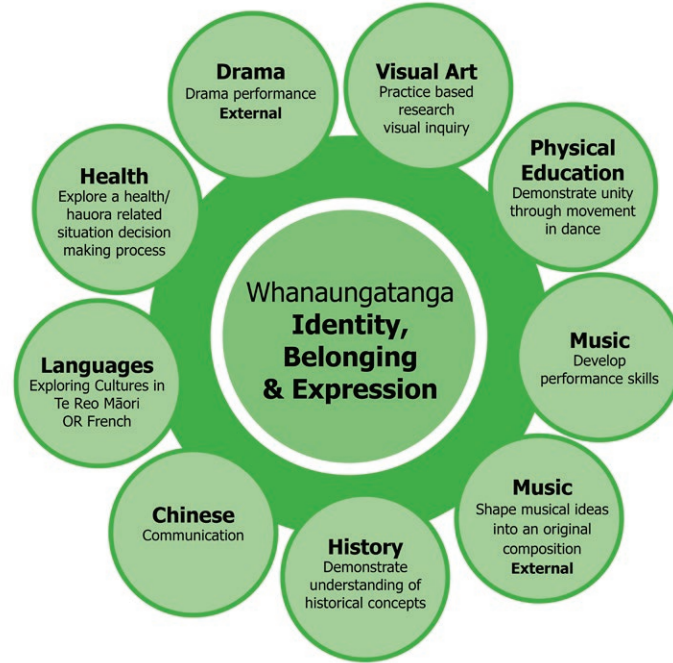 Drama
Drama performance
External
Visual Art
Practice based
research
visual inquiry
Physical
Education
Demonstrate unity
through movement
in dance
Music
Develop
performance skills
Music
Shape musical ideas
into an original
composition
External
History
Demonstrate
understanding of
historical concepts
Chinese
Communication
Languages
Exploring Cultures in
Te Reo Māori
OR French
Health
Explore a health/
hauora related
situation decision
making process
Whanaungatanga
Identity,
Belonging
& Expression